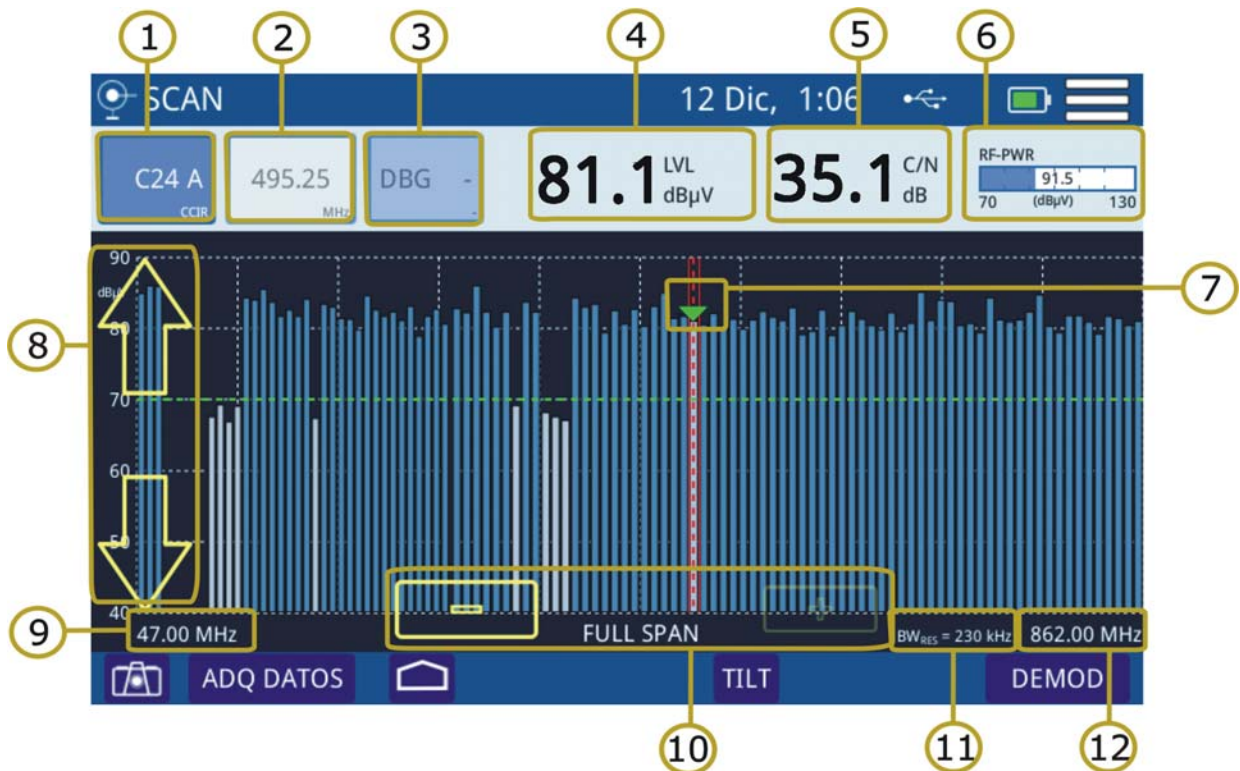 1 2 3 4 5 6
SCAN 12 Dic, 1:06
C24 A
CCIR
495.25
MHz
DBG -
-
81.1 LVL
dBµV
35.1 C/N
dB
RF-PWR
91.5
70 (dBµV) 130
7
90
dBµV
80
8
70
60
50
40
9
47.00 MHz FULL SPAN BWRES = 230 kHz 862.00 MHz
ADQ DATOS TILT DEMOD
10 11 12